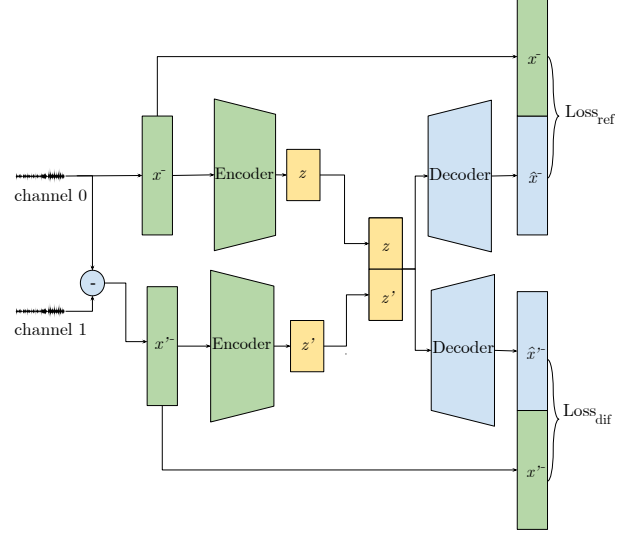 x-
Loss_ref
x-
Encoder
z
Decoder
x̂-
channel 0
z
-
z'
channel 1
x'-
Encoder
z'
Decoder
x̂'-
Loss_dif
x'-